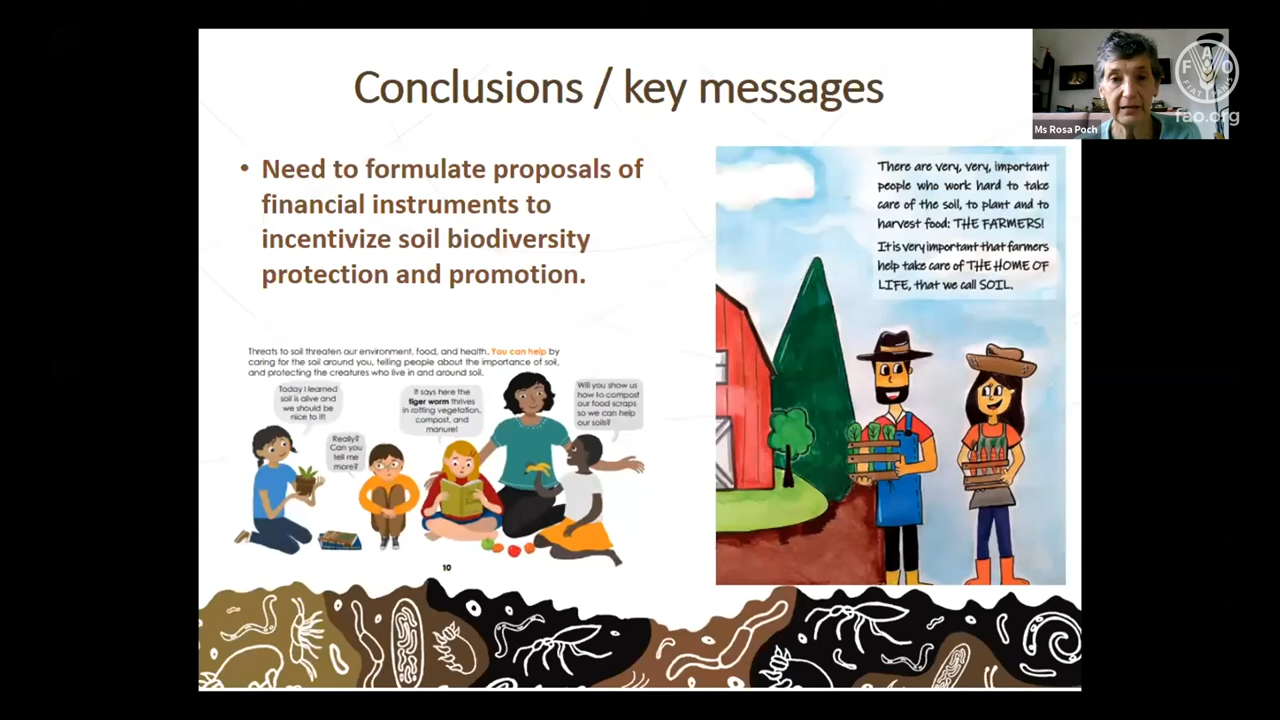 Conclusions / key messages
• Need to formulate proposals of
financial instruments to
incentivize soil biodiversity
protection and promotion.
Threats to soil threaten our environment, food, and health. You can help by
caring for the soil around you, telling people about the importance of soil,
and protecting the creatures who live in and around soil.
Today I learned
soil is alive and
we should be
nice to it!
Really?
Can you
tell me
more?
It says here the
tiger worm thrives
in rotting vegetation,
compost, and
manure!
Will you show us
how to compost
our food scraps
so we can help
our soils?
10
There are very, very, important
people who work hard to take
care of the soil, to plant and to
harvest food: THE FARMERS!
It is very important that farmers
help take care of THE HOME OF
LIFE, that we call SOIL.
Ms Rosa Poch
F A O
FIAT PANIS
fao.org